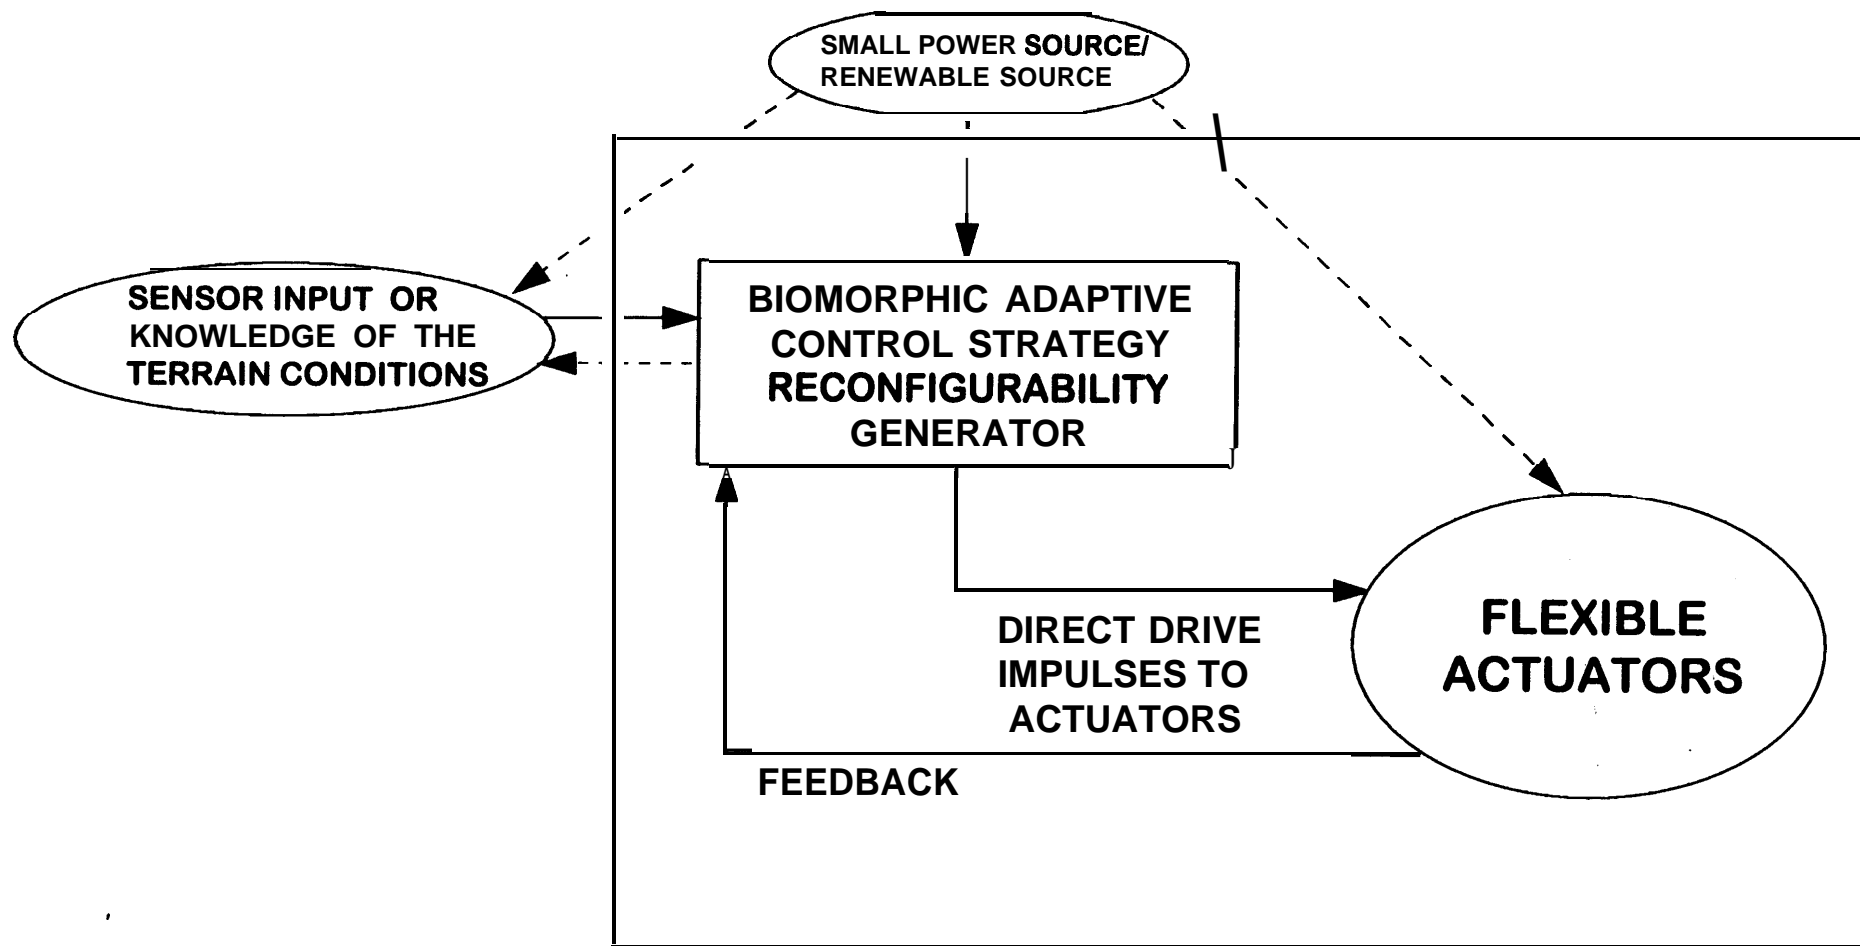 SMALL POWER SOURCE/
RENEWABLE SOURCE
SENSOR INPUT OR
KNOWLEDGE OF THE
TERRAIN CONDITIONS
BIOMORPHIC ADAPTIVE
CONTROL STRATEGY
RECONFIGURABILITY
GENERATOR
DIRECT DRIVE
IMPULSES TO
ACTUATORS
FLEXIBLE
ACTUATORS
FEEDBACK